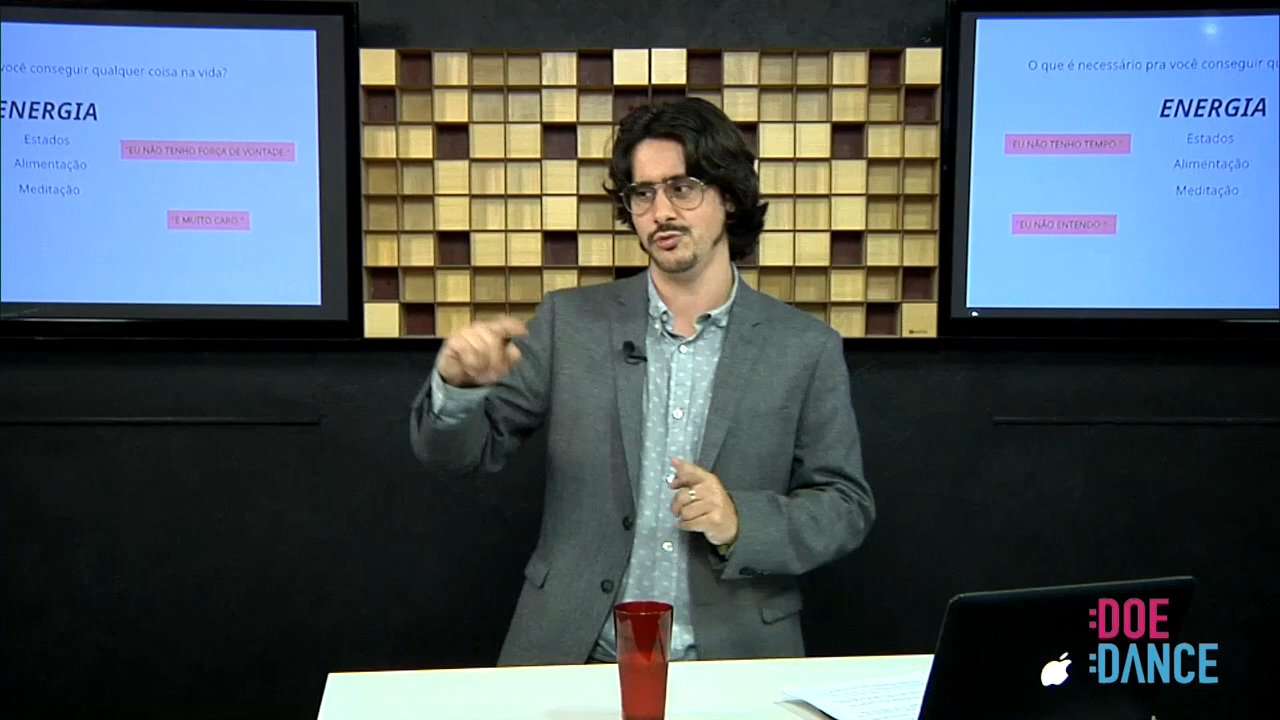 você conseguir qualquer coisa na vida?
ENERGIA
Estados
"EU NÃO TENHO FORÇA DE VONTADE."
Alimentação
Meditação
"É MUITO CARO."
O que é necessário pra você conseguir
ENERGIA
"EU NÃO TENHO TEMPO."
Estados
Alimentação
Meditação
"EU NÃO ENTENDO."
:DOE
:DANCE